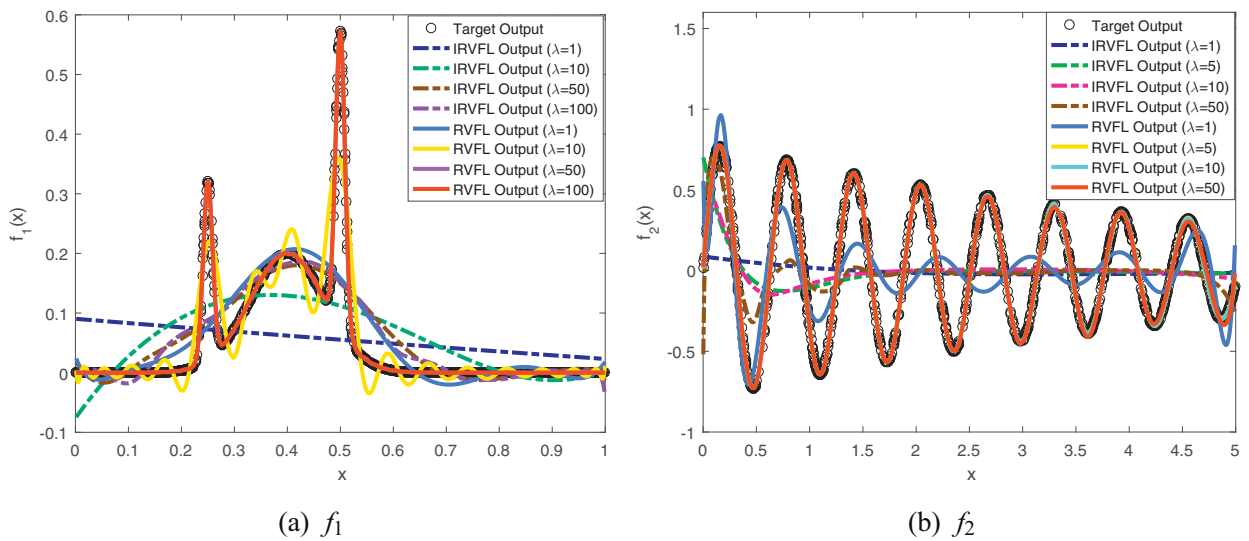 0.6
0.5
0.4
0.3
0.2
0.1
0
-0.1
f1(x)
0 0.1 0.2 0.3 0.4 0.5 0.6 0.7 0.8 0.9 1
x
Target Output
IRVFL Output (λ=1)
IRVFL Output (λ=10)
IRVFL Output (λ=50)
IRVFL Output (λ=100)
RVFL Output (λ=1)
RVFL Output (λ=10)
RVFL Output (λ=50)
RVFL Output (λ=100)
(a) f1
1.5
1
0.5
0
-0.5
-1
f2(x)
0 0.5 1 1.5 2 2.5 3 3.5 4 4.5 5
x
Target Output
IRVFL Output (λ=1)
IRVFL Output (λ=5)
IRVFL Output (λ=10)
IRVFL Output (λ=50)
RVFL Output (λ=1)
RVFL Output (λ=5)
RVFL Output (λ=10)
RVFL Output (λ=50)
(b) f2